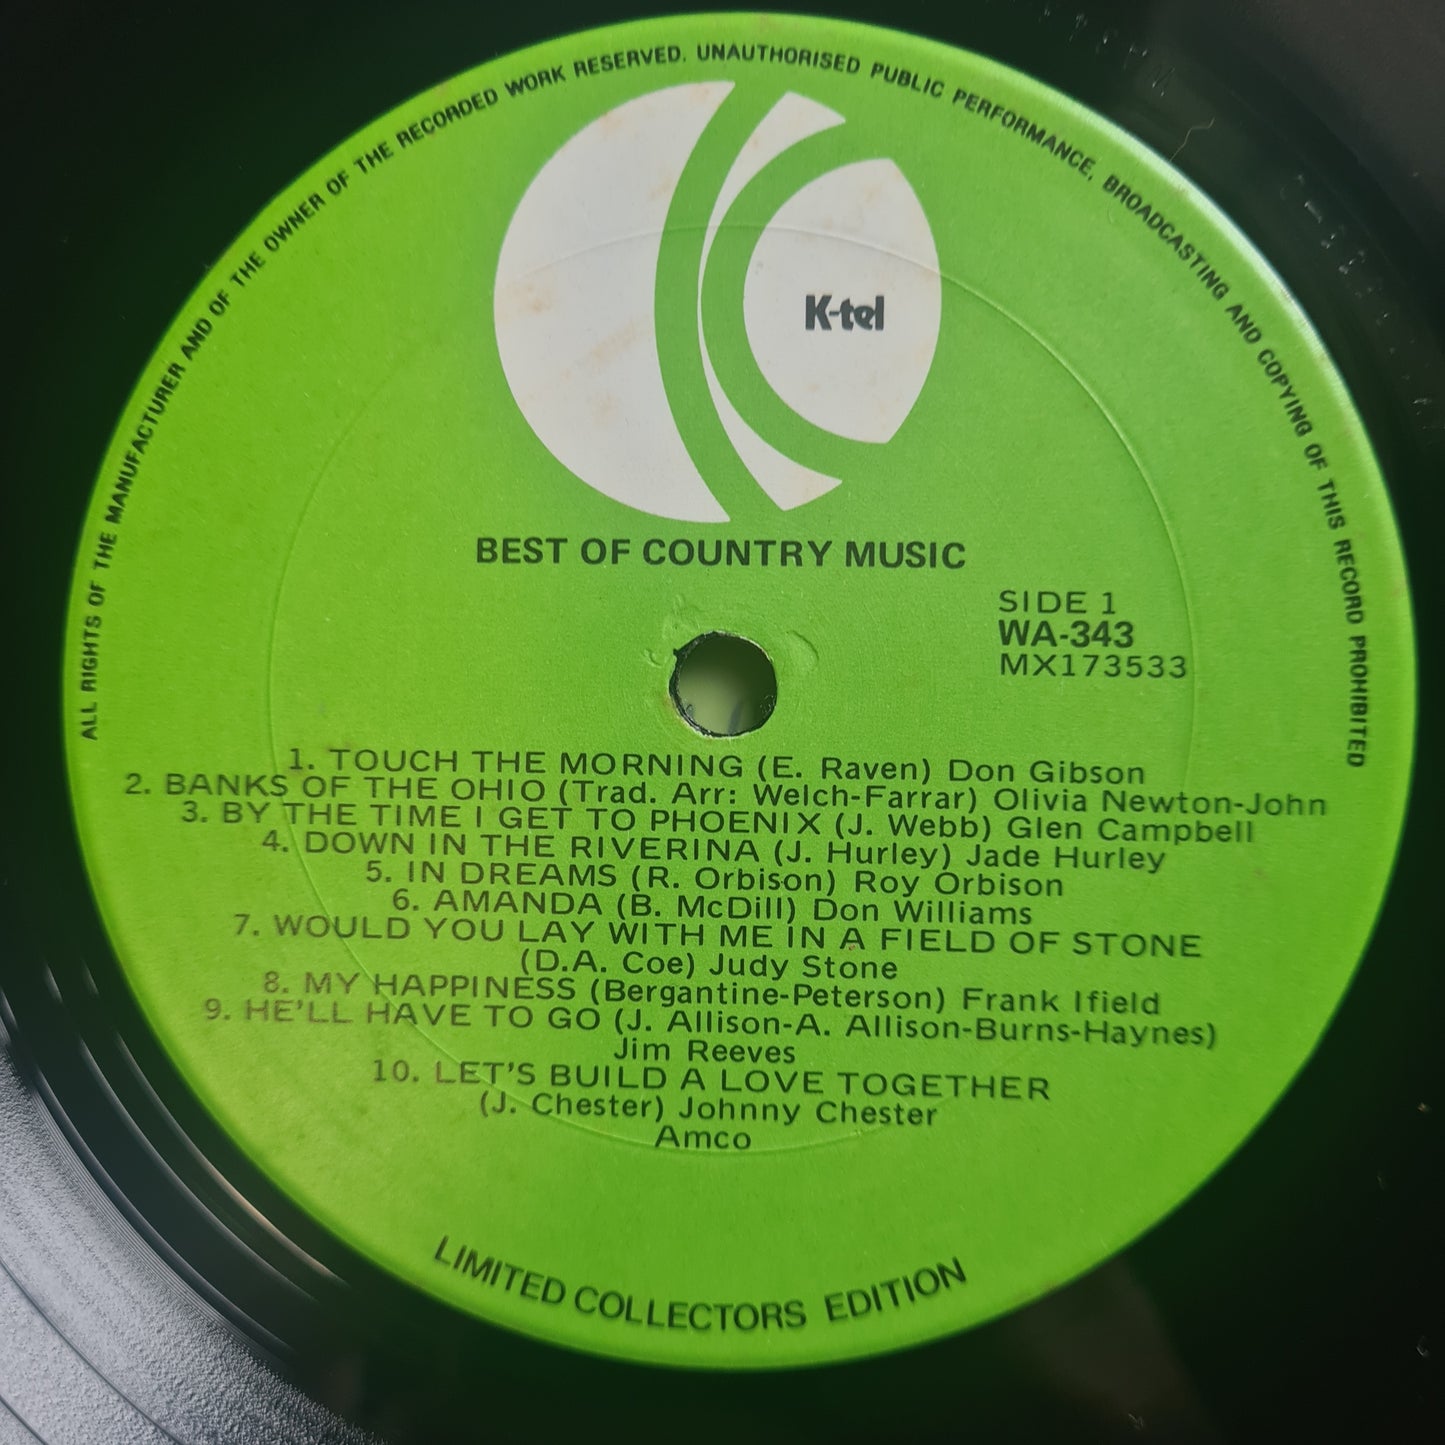 ALL RIGHTS OF THE MANUFACTURER AND OF THE OWNER OF THE RECORDED WORK RESERVED. UNAUTHORISED PUBLIC PERFORMANCE, BROADCASTING AND COPYING OF THIS RECORD PROHIBITED
K-tel
BEST OF COUNTRY MUSIC
SIDE 1
WA-343
MX173533
1. TOUCH THE MORNING (E. Raven) Don Gibson
2. BANKS OF THE OHIO (Trad. Arr: Welch-Farrar) Olivia Newton-John
3. BY THE TIME I GET TO PHOENIX (J. Webb) Glen Campbell
4. DOWN IN THE RIVERINA (J. Hurley) Jade Hurley
5. IN DREAMS (R. Orbison) Roy Orbison
6. AMANDA (B. McDill) Don Williams
7. WOULD YOU LAY WITH ME IN A FIELD OF STONE
(D.A. Coe) Judy Stone
8. MY HAPPINESS (Bergantine-Peterson) Frank Ifield
9. HE'LL HAVE TO GO (J. Allison-A. Allison-Burns-Haynes)
Jim Reeves
10. LET'S BUILD A LOVE TOGETHER
(J. Chester) Johnny Chester
Amco
LIMITED COLLECTORS EDITION